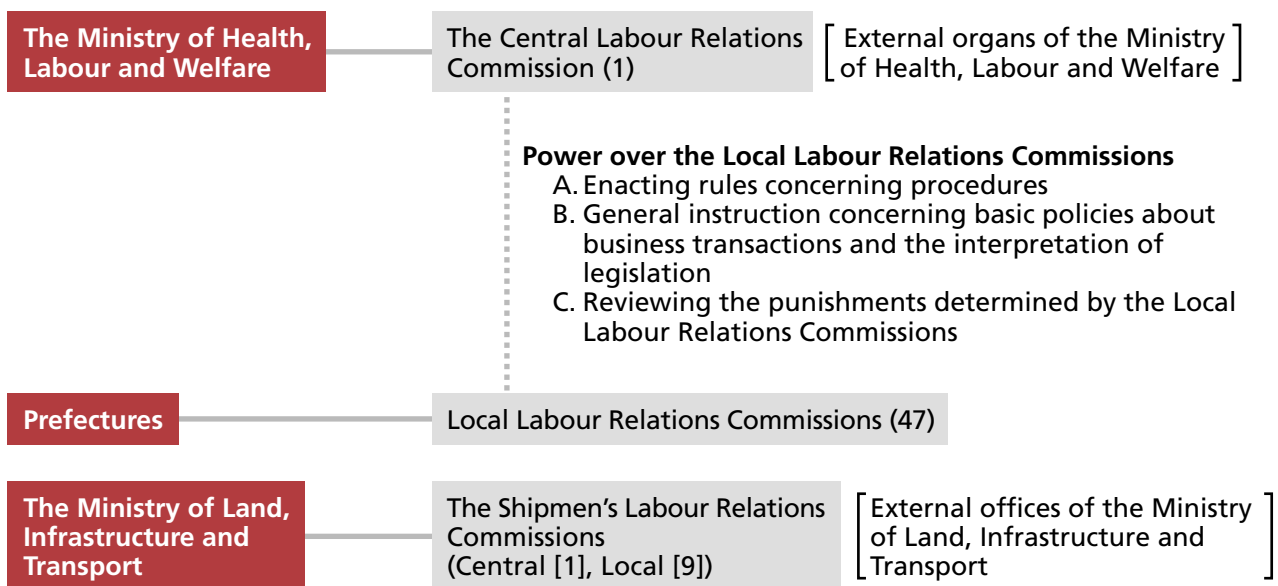 The Ministry of Health,
Labour and Welfare
The Central Labour Relations
Commission (1)
External organs of the Ministry
of Health, Labour and Welfare
Power over the Local Labour Relations Commissions
A. Enacting rules concerning procedures
B. General instruction concerning basic policies about
business transactions and the interpretation of
legislation
C. Reviewing the punishments determined by the Local
Labour Relations Commissions
Prefectures
Local Labour Relations Commissions (47)
The Ministry of Land,
Infrastructure and
Transport
The Shipmen's Labour Relations
Commissions
(Central [1], Local [9])
External offices of the Ministry
of Land, Infrastructure and
Transport